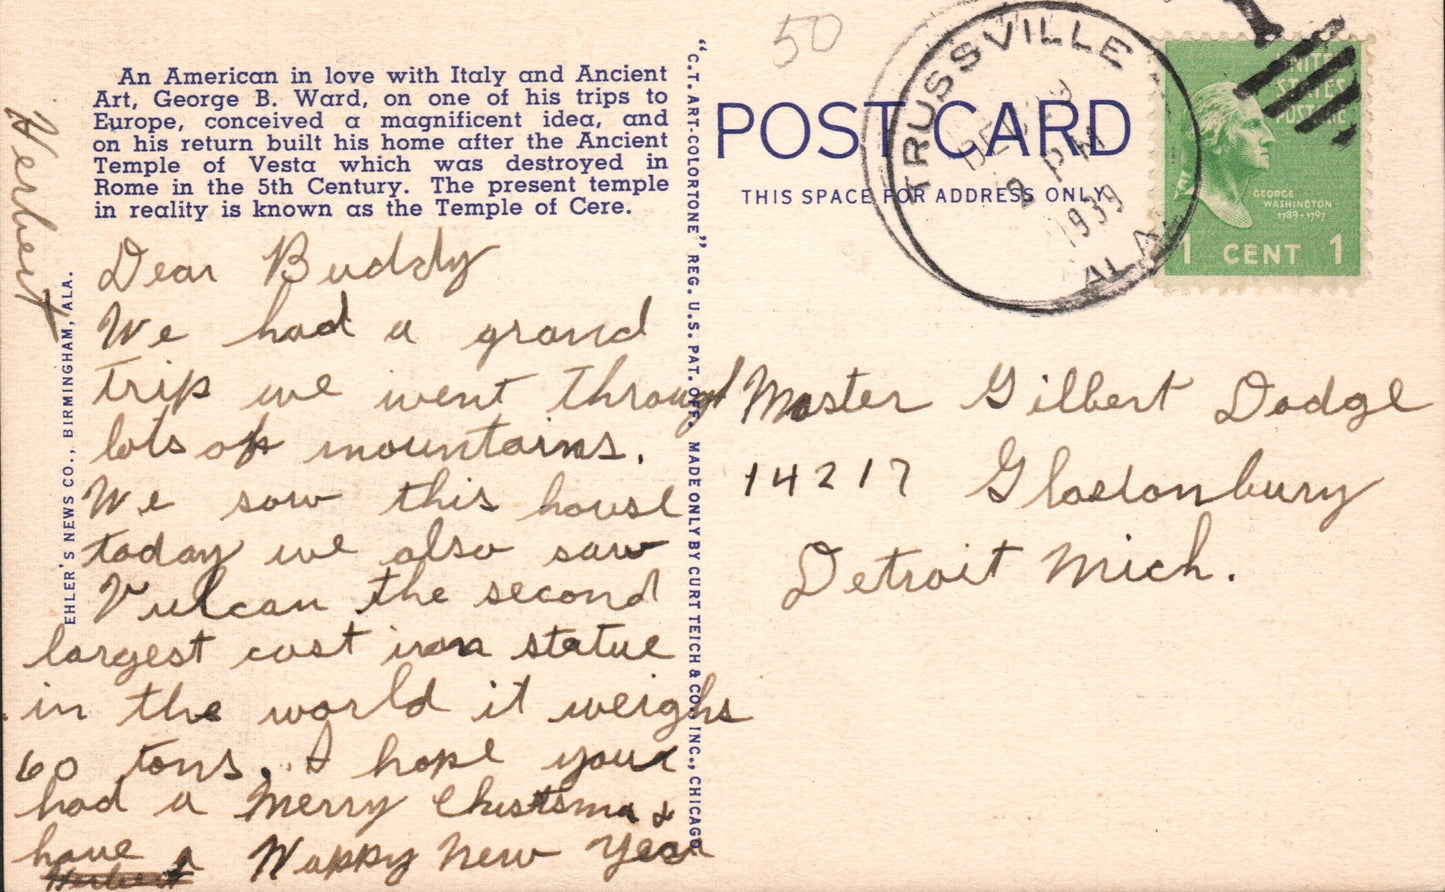 50
An American in love with Italy and Ancient
Art, George B. Ward, on one of his trips to
Europe, conceived a magnificent idea, and
on his return built his home after the Ancient
Temple of Vesta which was destroyed in
Rome in the 5th Century. The present temple
in reality is known as the Temple of Cere.
Dear Buddy
We had a grand
trip we went through
lots of mountains.
We saw this house
today we also saw
Vulcan the second
largest cast iron statue
in the world it weighs
60 tons. I hope your
had a Merry Chistsma &
have a Wappy New Year
Herbert
Herbert
EHLER'S NEWS CO., BIRMINGHAM, ALA.
"C.T. ART-COLORTONE" REG. U.S. PAT. OFF. MADE ONLY BY CURT TEICH & CO., INC., CHICAGO
POST CARD
THIS SPACE FOR ADDRESS ONLY
TRUSSVILLE
2 PM
1939
ALA.
UNITED
STATES
POSTAGE
GEORGE
WASHINGTON
1789-1797
1 CENT 1
Master Gilbert Dodge
14217 Glastonbury
Detroit Mich.